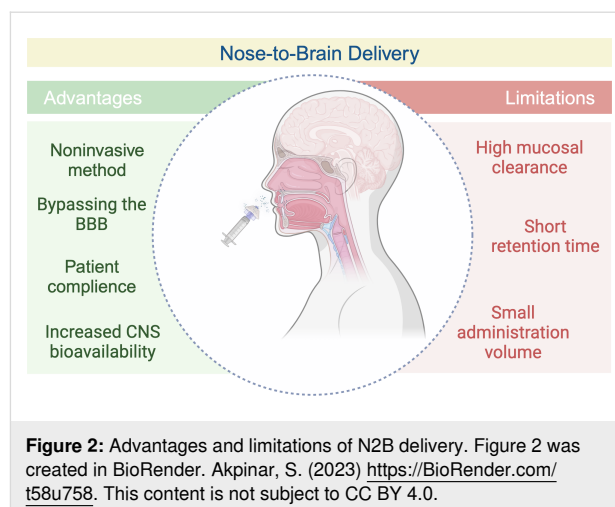 Nose-to-Brain Delivery
Advantages
Limitations
Noninvasive
method
Bypassing the
BBB
Patient
complience
Increased CNS
bioavailability
High mucosal
clearance
Short
retention time
Small
administration
volume
Figure 2: Advantages and limitations of N2B delivery. Figure 2 was
created in BioRender. Akpinar, S. (2023) https://BioRender.com/
t58u758. This content is not subject to CC BY 4.0.